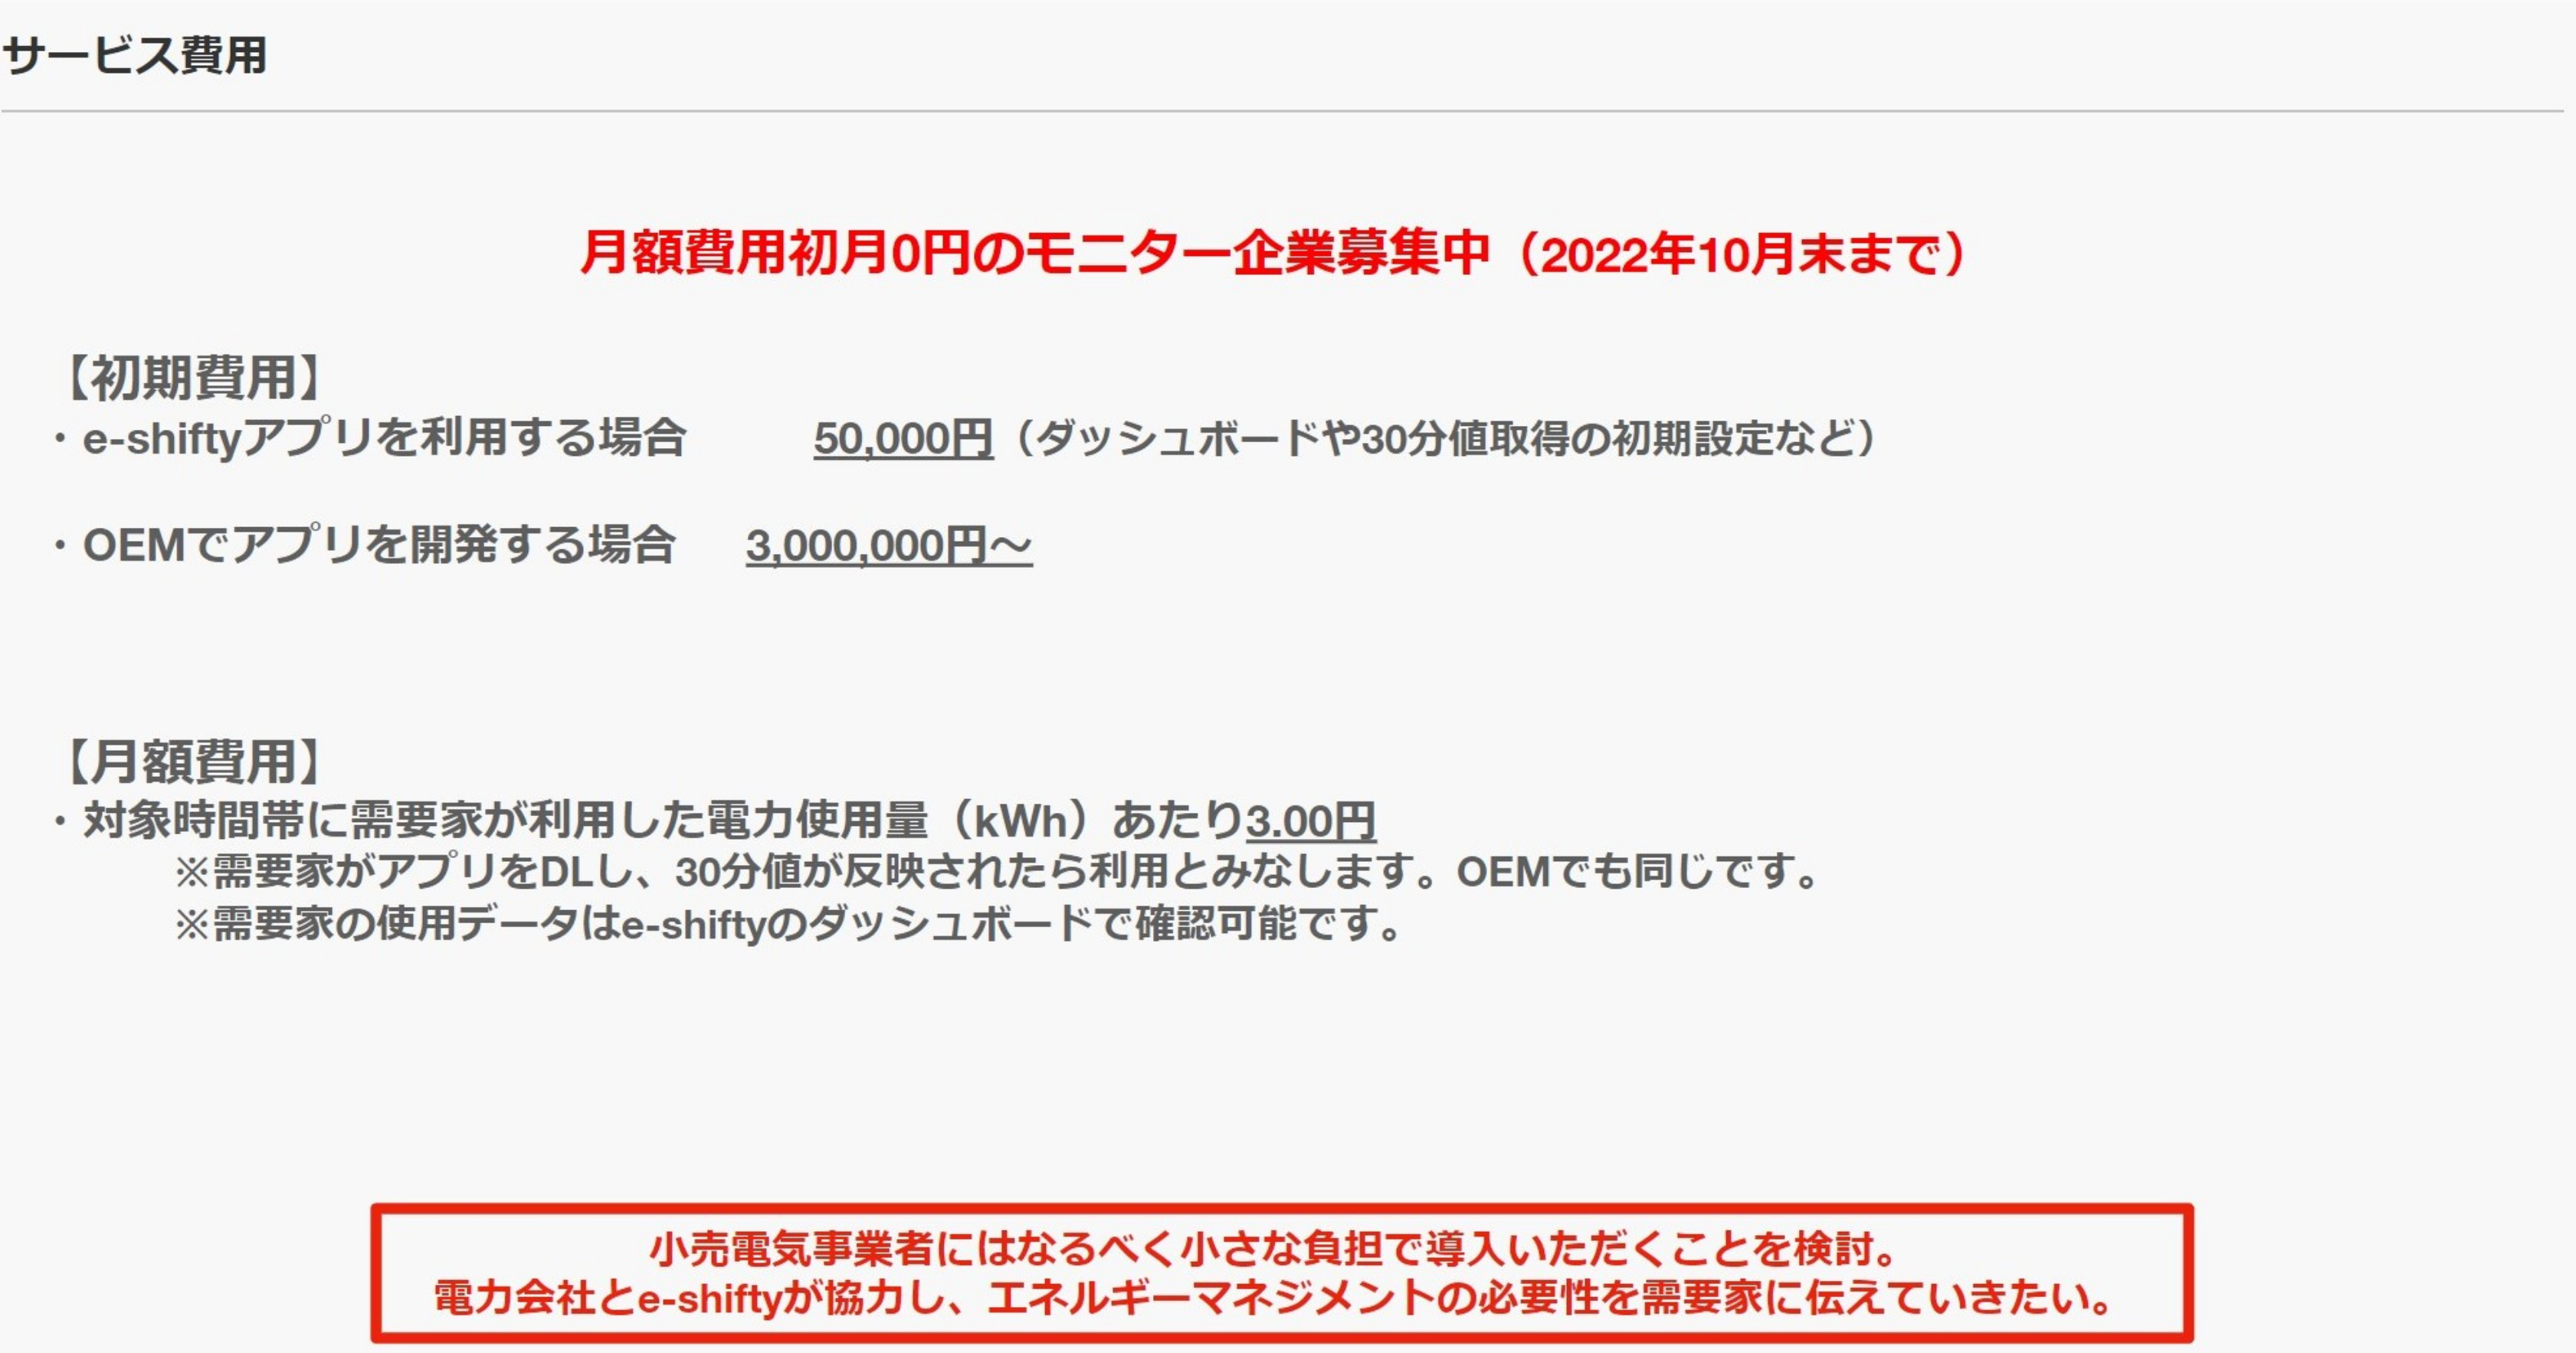 サービス費用
月額費用初月0円のモニター企業募集中（2022年10月末まで）
【初期費用】
・e-shiftyアプリを利用する場合　　　50,000円（ダッシュボードや30分値取得の初期設定など）
・OEMでアプリを開発する場合　　3,000,000円〜
【月額費用】
・対象時間帯に需要家が利用した電力使用量（kWh）あたり3.00円
※需要家がアプリをDLし、30分値が反映されたら利用とみなします。OEMでも同じです。
※需要家の使用データはe-shiftyのダッシュボードで確認可能です。
小売電気事業者にはなるべく小さな負担で導入いただくことを検討。
電力会社とe-shiftyが協力し、エネルギーマネジメントの必要性を需要家に伝えていきたい。